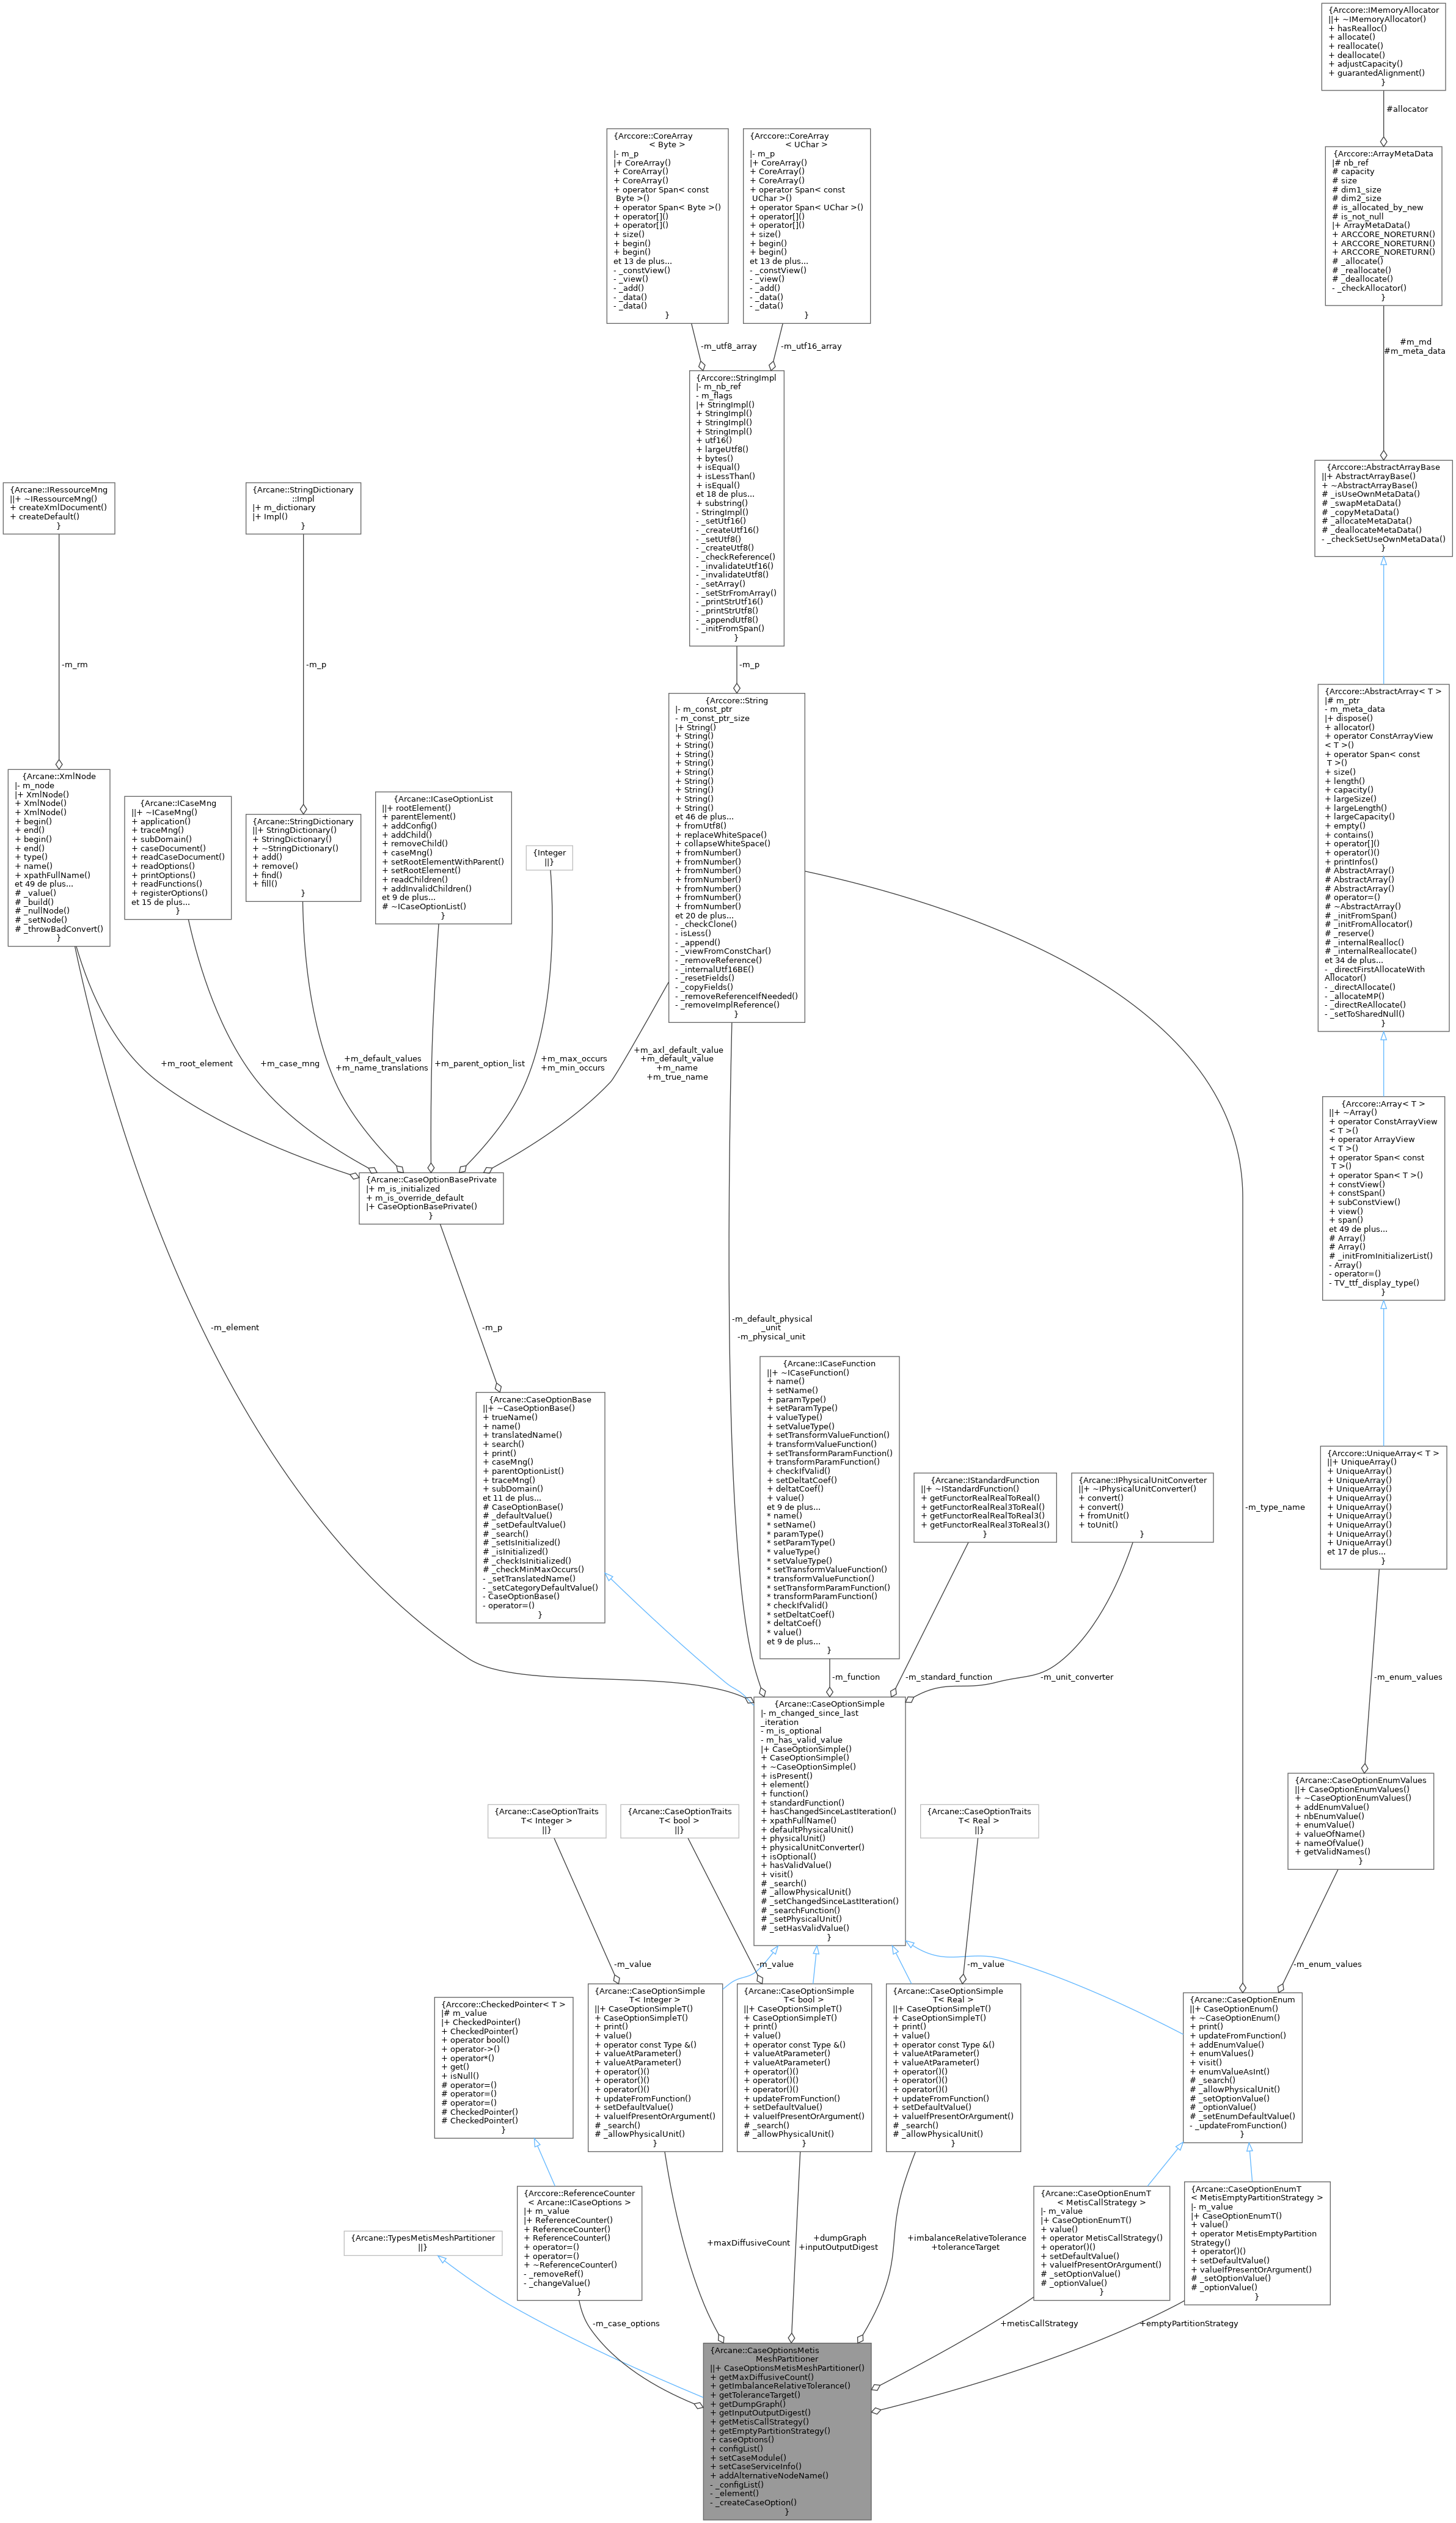 {Arccore::IMemoryAllocator
||+ ~IMemoryAllocator()
+ hasRealloc()
+ allocate()
+ reallocate()
+ deallocate()
+ adjustCapacity()
+ guarantedAlignment()
}
#allocator
{Arccore::CoreArray
< Byte >
|- m_p
|+ CoreArray()
+ CoreArray()
+ CoreArray()
+ operator Span< const
Byte >()
+ operator Span< Byte >()
+ operator[]()
+ operator[]()
+ size()
+ begin()
+ begin()
et 13 de plus...
- _constView()
- _view()
- _add()
- _data()
- _data()
}
{Arccore::CoreArray
< UChar >
|- m_p
|+ CoreArray()
+ CoreArray()
+ CoreArray()
+ operator Span< const
UChar >()
+ operator Span< UChar >()
+ operator[]()
+ operator[]()
+ size()
+ begin()
+ begin()
et 13 de plus...
- _constView()
- _view()
- _add()
- _data()
- _data()
}
{Arccore::ArrayMetaData
|# nb_ref
# capacity
# size
# dim1_size
# dim2_size
# is_allocated_by_new
# is_not_null
|+ ArrayMetaData()
+ ARCCORE_NORETURN()
+ ARCCORE_NORETURN()
+ ARCCORE_NORETURN()
# _allocate()
# _reallocate()
# _deallocate()
- _checkAllocator()
}
-m_utf8_array
-m_utf16_array
#m_md
#m_meta_data
{Arccore::StringImpl
|- m_nb_ref
- m_flags
|+ StringImpl()
+ StringImpl()
+ StringImpl()
+ StringImpl()
+ utf16()
+ largeUtf8()
+ bytes()
+ isEqual()
+ isLessThan()
+ isEqual()
et 18 de plus...
+ substring()
- StringImpl()
- _setUtf16()
- _createUtf16()
- _setUtf8()
- _createUtf8()
- _checkReference()
- _invalidateUtf16()
- _invalidateUtf8()
- _setArray()
- _setStrFromArray()
- _printStrUtf16()
- _printStrUtf8()
- _appendUtf8()
- _initFromSpan()
}
{Arccore::AbstractArrayBase
||+ AbstractArrayBase()
+ ~AbstractArrayBase()
# _isUseOwnMetaData()
# _swapMetaData()
# _copyMetaData()
# _allocateMetaData()
# _deallocateMetaData()
- _checkSetUseOwnMetaData()
}
{Arcane::IRessourceMng
||+ ~IRessourceMng()
+ createXmlDocument()
+ createDefault()
}
{Arcane::StringDictionary
::Impl
|+ m_dictionary
|+ Impl()
}
-m_rm
-m_p
-m_p
{Arccore::String
|- m_const_ptr
- m_const_ptr_size
|+ String()
+ String()
+ String()
+ String()
+ String()
+ String()
+ String()
+ String()
+ String()
+ String()
et 46 de plus...
+ fromUtf8()
+ replaceWhiteSpace()
+ collapseWhiteSpace()
+ fromNumber()
+ fromNumber()
+ fromNumber()
+ fromNumber()
+ fromNumber()
+ fromNumber()
+ fromNumber()
et 20 de plus...
- _checkClone()
- isLess()
- _append()
- _viewFromConstChar()
- _removeReference()
- _internalUtf16BE()
- _resetFields()
- _copyFields()
- _removeReferenceIfNeeded()
- _removeImplReference()
}
{Arccore::AbstractArray< T >
|# m_ptr
- m_meta_data
|+ dispose()
+ allocator()
+ operator ConstArrayView
< T >()
+ operator Span< const
T >()
+ size()
+ length()
+ capacity()
+ largeSize()
+ largeLength()
+ largeCapacity()
+ empty()
+ contains()
+ operator[]()
+ operator()()
+ printInfos()
# AbstractArray()
# AbstractArray()
# AbstractArray()
# operator=()
# ~AbstractArray()
# _initFromSpan()
# _initFromAllocator()
# _reserve()
# _internalRealloc()
# _internalReallocate()
et 34 de plus...
- _directFirstAllocateWith
Allocator()
- _directAllocate()
- _allocateMP()
- _directReAllocate()
- _setToSharedNull()
}
{Arcane::XmlNode
|- m_node
|+ XmlNode()
+ XmlNode()
+ XmlNode()
+ begin()
+ end()
+ begin()
+ end()
+ type()
+ name()
+ xpathFullName()
et 49 de plus...
# _value()
# _build()
# _nullNode()
# _setNode()
# _throwBadConvert()
}
{Arcane::ICaseMng
||+ ~ICaseMng()
+ application()
+ traceMng()
+ subDomain()
+ caseDocument()
+ readCaseDocument()
+ readOptions()
+ printOptions()
+ readFunctions()
+ registerOptions()
et 15 de plus...
}
{Arcane::StringDictionary
||+ StringDictionary()
+ StringDictionary()
+ ~StringDictionary()
+ add()
+ remove()
+ find()
+ fill()
}
{Arcane::ICaseOptionList
||+ rootElement()
+ parentElement()
+ addConfig()
+ addChild()
+ removeChild()
+ caseMng()
+ setRootElementWithParent()
+ setRootElement()
+ readChildren()
+ addInvalidChildren()
et 9 de plus...
# ~ICaseOptionList()
}
{Integer
||}
+m_root_element
+m_case_mng
+m_default_values
+m_name_translations
+m_parent_option_list
+m_max_occurs
+m_min_occurs
+m_axl_default_value
+m_default_value
+m_name
+m_true_name
{Arccore::Array< T >
||+ ~Array()
+ operator ConstArrayView
< T >()
+ operator ArrayView
< T >()
+ operator Span< const
T >()
+ operator Span< T >()
+ constView()
+ constSpan()
+ subConstView()
+ view()
+ span()
et 49 de plus...
# Array()
# Array()
# _initFromInitializerList()
- Array()
- operator=()
- TV_ttf_display_type()
}
{Arcane::CaseOptionBasePrivate
|+ m_is_initialized
+ m_is_override_default
|+ CaseOptionBasePrivate()
}
-m_element
-m_p
-m_default_physical
_unit
-m_physical_unit
{Arcane::CaseOptionBase
||+ ~CaseOptionBase()
+ trueName()
+ name()
+ translatedName()
+ search()
+ print()
+ caseMng()
+ parentOptionList()
+ traceMng()
+ subDomain()
et 11 de plus...
# CaseOptionBase()
# _defaultValue()
# _setDefaultValue()
# _search()
# _setIsInitialized()
# _isInitialized()
# _checkIsInitialized()
# _checkMinMaxOccurs()
- _setTranslatedName()
- _setCategoryDefaultValue()
- CaseOptionBase()
- operator=()
}
{Arcane::ICaseFunction
||+ ~ICaseFunction()
+ name()
+ setName()
+ paramType()
+ setParamType()
+ valueType()
+ setValueType()
+ setTransformValueFunction()
+ transformValueFunction()
+ setTransformParamFunction()
+ transformParamFunction()
+ checkIfValid()
+ setDeltatCoef()
+ deltatCoef()
+ value()
et 9 de plus...
* name()
* setName()
* paramType()
* setParamType()
* valueType()
* setValueType()
* setTransformValueFunction()
* transformValueFunction()
* setTransformParamFunction()
* transformParamFunction()
* checkIfValid()
* setDeltatCoef()
* deltatCoef()
* value()
et 9 de plus...
}
{Arcane::IStandardFunction
||+ ~IStandardFunction()
+ getFunctorRealRealToReal()
+ getFunctorRealReal3ToReal()
+ getFunctorRealRealToReal3()
+ getFunctorRealReal3ToReal3()
}
{Arcane::IPhysicalUnitConverter
||+ ~IPhysicalUnitConverter()
+ convert()
+ convert()
+ fromUnit()
+ toUnit()
}
-m_type_name
{Arccore::UniqueArray< T >
||+ UniqueArray()
+ UniqueArray()
+ UniqueArray()
+ UniqueArray()
+ UniqueArray()
+ UniqueArray()
+ UniqueArray()
+ UniqueArray()
+ UniqueArray()
+ UniqueArray()
et 17 de plus...
}
-m_function
-m_standard_function
-m_unit_converter
-m_enum_values
{Arcane::CaseOptionSimple
|- m_changed_since_last
_iteration
- m_is_optional
- m_has_valid_value
|+ CaseOptionSimple()
+ CaseOptionSimple()
+ ~CaseOptionSimple()
+ isPresent()
+ element()
+ function()
+ standardFunction()
+ hasChangedSinceLastIteration()
+ xpathFullName()
+ defaultPhysicalUnit()
+ physicalUnit()
+ physicalUnitConverter()
+ isOptional()
+ hasValidValue()
+ visit()
# _search()
# _allowPhysicalUnit()
# _setChangedSinceLastIteration()
# _searchFunction()
# _setPhysicalUnit()
# _setHasValidValue()
}
{Arcane::CaseOptionEnumValues
||+ CaseOptionEnumValues()
+ ~CaseOptionEnumValues()
+ addEnumValue()
+ nbEnumValue()
+ enumValue()
+ valueOfName()
+ nameOfValue()
+ getValidNames()
}
{Arcane::CaseOptionTraits
T< Integer >
||}
{Arcane::CaseOptionTraits
T< bool >
||}
{Arcane::CaseOptionTraits
T< Real >
||}
-m_value
-m_value
-m_value
-m_enum_values
{Arccore::CheckedPointer< T >
|# m_value
|+ CheckedPointer()
+ CheckedPointer()
+ operator bool()
+ operator->()
+ operator*()
+ get()
+ isNull()
# operator=()
# operator=()
# operator=()
# CheckedPointer()
# CheckedPointer()
}
{Arcane::CaseOptionSimple
T< Integer >
||+ CaseOptionSimpleT()
+ CaseOptionSimpleT()
+ print()
+ value()
+ operator const Type &()
+ valueAtParameter()
+ valueAtParameter()
+ operator()()
+ operator()()
+ operator()()
+ updateFromFunction()
+ setDefaultValue()
+ valueIfPresentOrArgument()
# _search()
# _allowPhysicalUnit()
}
{Arcane::CaseOptionSimple
T< bool >
||+ CaseOptionSimpleT()
+ CaseOptionSimpleT()
+ print()
+ value()
+ operator const Type &()
+ valueAtParameter()
+ valueAtParameter()
+ operator()()
+ operator()()
+ operator()()
+ updateFromFunction()
+ setDefaultValue()
+ valueIfPresentOrArgument()
# _search()
# _allowPhysicalUnit()
}
{Arcane::CaseOptionSimple
T< Real >
||+ CaseOptionSimpleT()
+ CaseOptionSimpleT()
+ print()
+ value()
+ operator const Type &()
+ valueAtParameter()
+ valueAtParameter()
+ operator()()
+ operator()()
+ operator()()
+ updateFromFunction()
+ setDefaultValue()
+ valueIfPresentOrArgument()
# _search()
# _allowPhysicalUnit()
}
{Arcane::CaseOptionEnum
||+ CaseOptionEnum()
+ ~CaseOptionEnum()
+ print()
+ updateFromFunction()
+ addEnumValue()
+ enumValues()
+ visit()
+ enumValueAsInt()
# _search()
# _allowPhysicalUnit()
# _setOptionValue()
# _optionValue()
# _setEnumDefaultValue()
- _updateFromFunction()
}
{Arcane::TypesMetisMeshPartitioner
||}
{Arccore::ReferenceCounter
< Arcane::ICaseOptions >
|+ m_value
|+ ReferenceCounter()
+ ReferenceCounter()
+ ReferenceCounter()
+ operator=()
+ operator=()
+ ~ReferenceCounter()
- _removeRef()
- _changeValue()
}
+maxDiffusiveCount
+dumpGraph
+inputOutputDigest
+imbalanceRelativeTolerance
+toleranceTarget
{Arcane::CaseOptionEnumT
< MetisCallStrategy >
|- m_value
|+ CaseOptionEnumT()
+ value()
+ operator MetisCallStrategy()
+ operator()()
+ setDefaultValue()
+ valueIfPresentOrArgument()
# _setOptionValue()
# _optionValue()
}
{Arcane::CaseOptionEnumT
< MetisEmptyPartitionStrategy >
|- m_value
|+ CaseOptionEnumT()
+ value()
+ operator MetisEmptyPartition
Strategy()
+ operator()()
+ setDefaultValue()
+ valueIfPresentOrArgument()
# _setOptionValue()
# _optionValue()
}
-m_case_options
+metisCallStrategy
+emptyPartitionStrategy
{Arcane::CaseOptionsMetis
MeshPartitioner
||+ CaseOptionsMetisMeshPartitioner()
+ getMaxDiffusiveCount()
+ getImbalanceRelativeTolerance()
+ getToleranceTarget()
+ getDumpGraph()
+ getInputOutputDigest()
+ getMetisCallStrategy()
+ getEmptyPartitionStrategy()
+ caseOptions()
+ configList()
+ setCaseModule()
+ setCaseServiceInfo()
+ addAlternativeNodeName()
- _configList()
- _element()
- _createCaseOption()
}